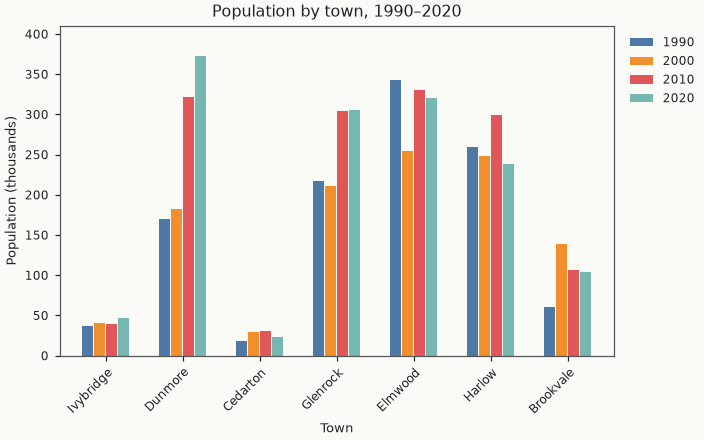 Population by town, 1990–2020
400
350
300
250
200
150
100
50
0
Population (thousands)
Ivybridge
Dunmore
Cedarton
Glenrock
Elmwood
Harlow
Brookvale
Town
1990
2000
2010
2020